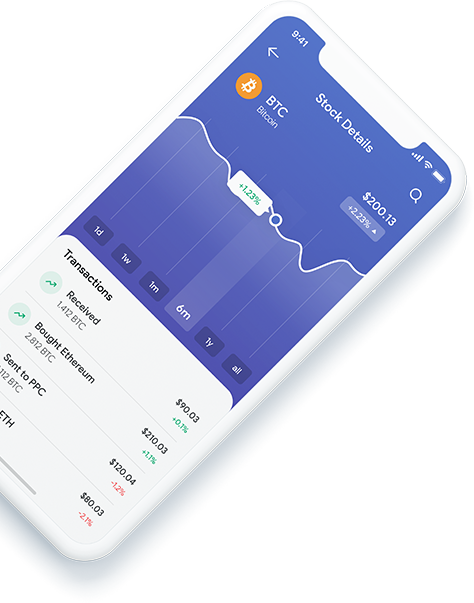 9:41
Stock Details
BTC
Bitcoin
$200.13
+2.23%
+1.23%
1d
1w
1m
6m
1y
all
Transactions
Received
1.412 BTC
$90.03
+0.1%
Bought Ethereum
2.812 BTC
$210.03
+1.1%
Sent to PPC
112 BTC
$120.04
-1.2%
ETH
$80.03
-2.1%